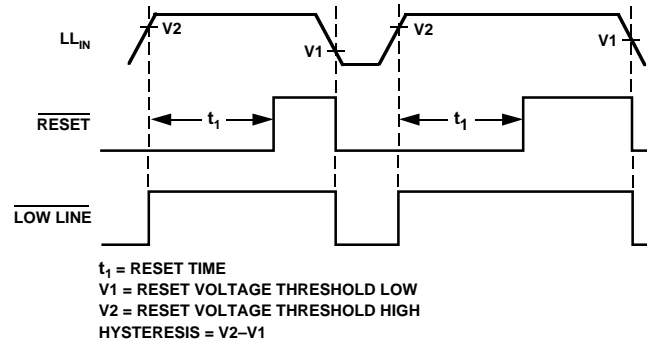 LLIN
V2
V1
V2
V1
RESET
t1
t1
LOW LINE
t1 = RESET TIME
V1 = RESET VOLTAGE THRESHOLD LOW
V2 = RESET VOLTAGE THRESHOLD HIGH
HYSTERESIS = V2–V1